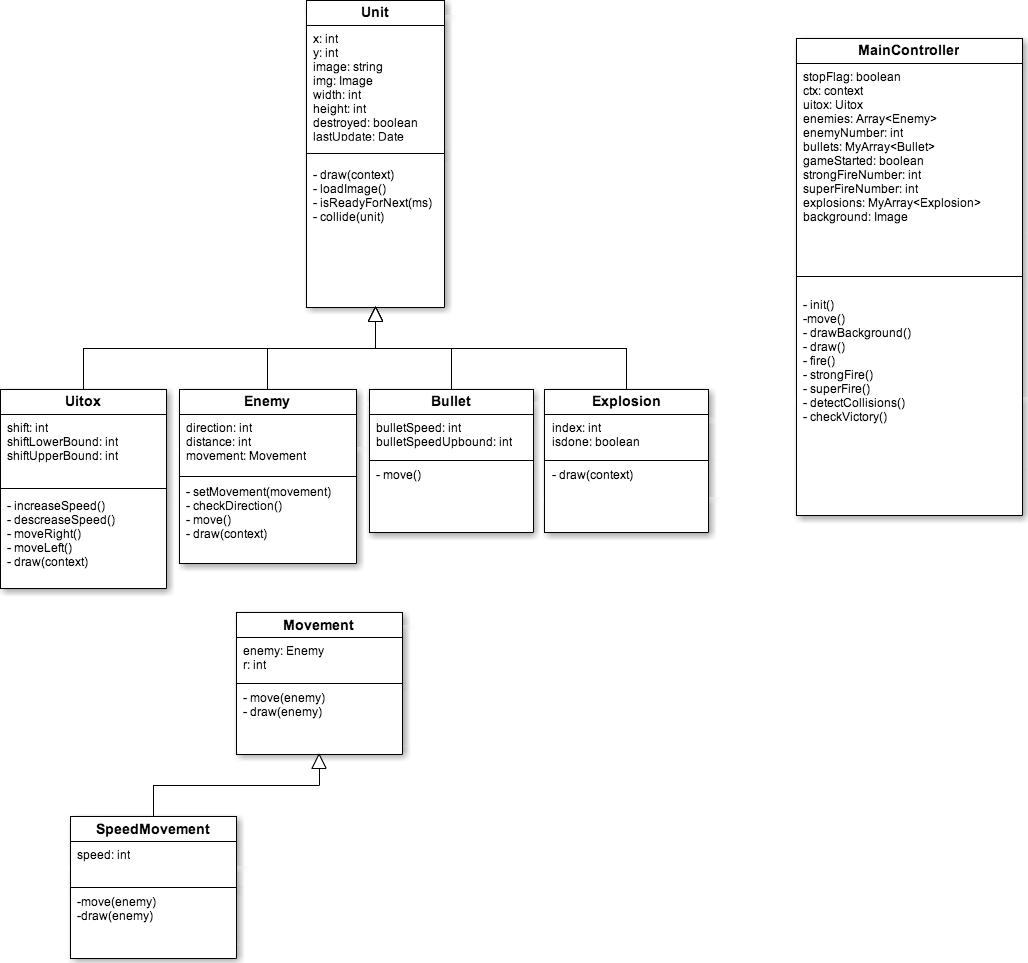 Unit
x: int
y: int
image: string
img: Image
width: int
height: int
destroyed: boolean
lastUpdate: Date
- draw(context)
- loadImage()
- isReadyForNext(ms)
- collide(unit)
MainController
stopFlag: boolean
ctx: context
uitox: Uitox
enemies: Array<Enemy>
enemyNumber: int
bullets: MyArray<Bullet>
gameStarted: boolean
strongFireNumber: int
superFireNumber: int
explosions: MyArray<Explosion>
background: Image
- init()
-move()
- drawBackground()
- draw()
- fire()
- strongFire()
- superFire()
- detectCollisions()
- checkVictory()
Uitox
shift: int
shiftLowerBound: int
shiftUpperBound: int
- increaseSpeed()
- descreaseSpeed()
- moveRight()
- moveLeft()
- draw(context)
Enemy
direction: int
distance: int
movement: Movement
- setMovement(movement)
- checkDirection()
- move()
- draw(context)
Bullet
bulletSpeed: int
bulletSpeedUpbound: int
- move()
Explosion
index: int
isdone: boolean
- draw(context)
Movement
enemy: Enemy
r: int
- move(enemy)
- draw(enemy)
SpeedMovement
speed: int
-move(enemy)
-draw(enemy)